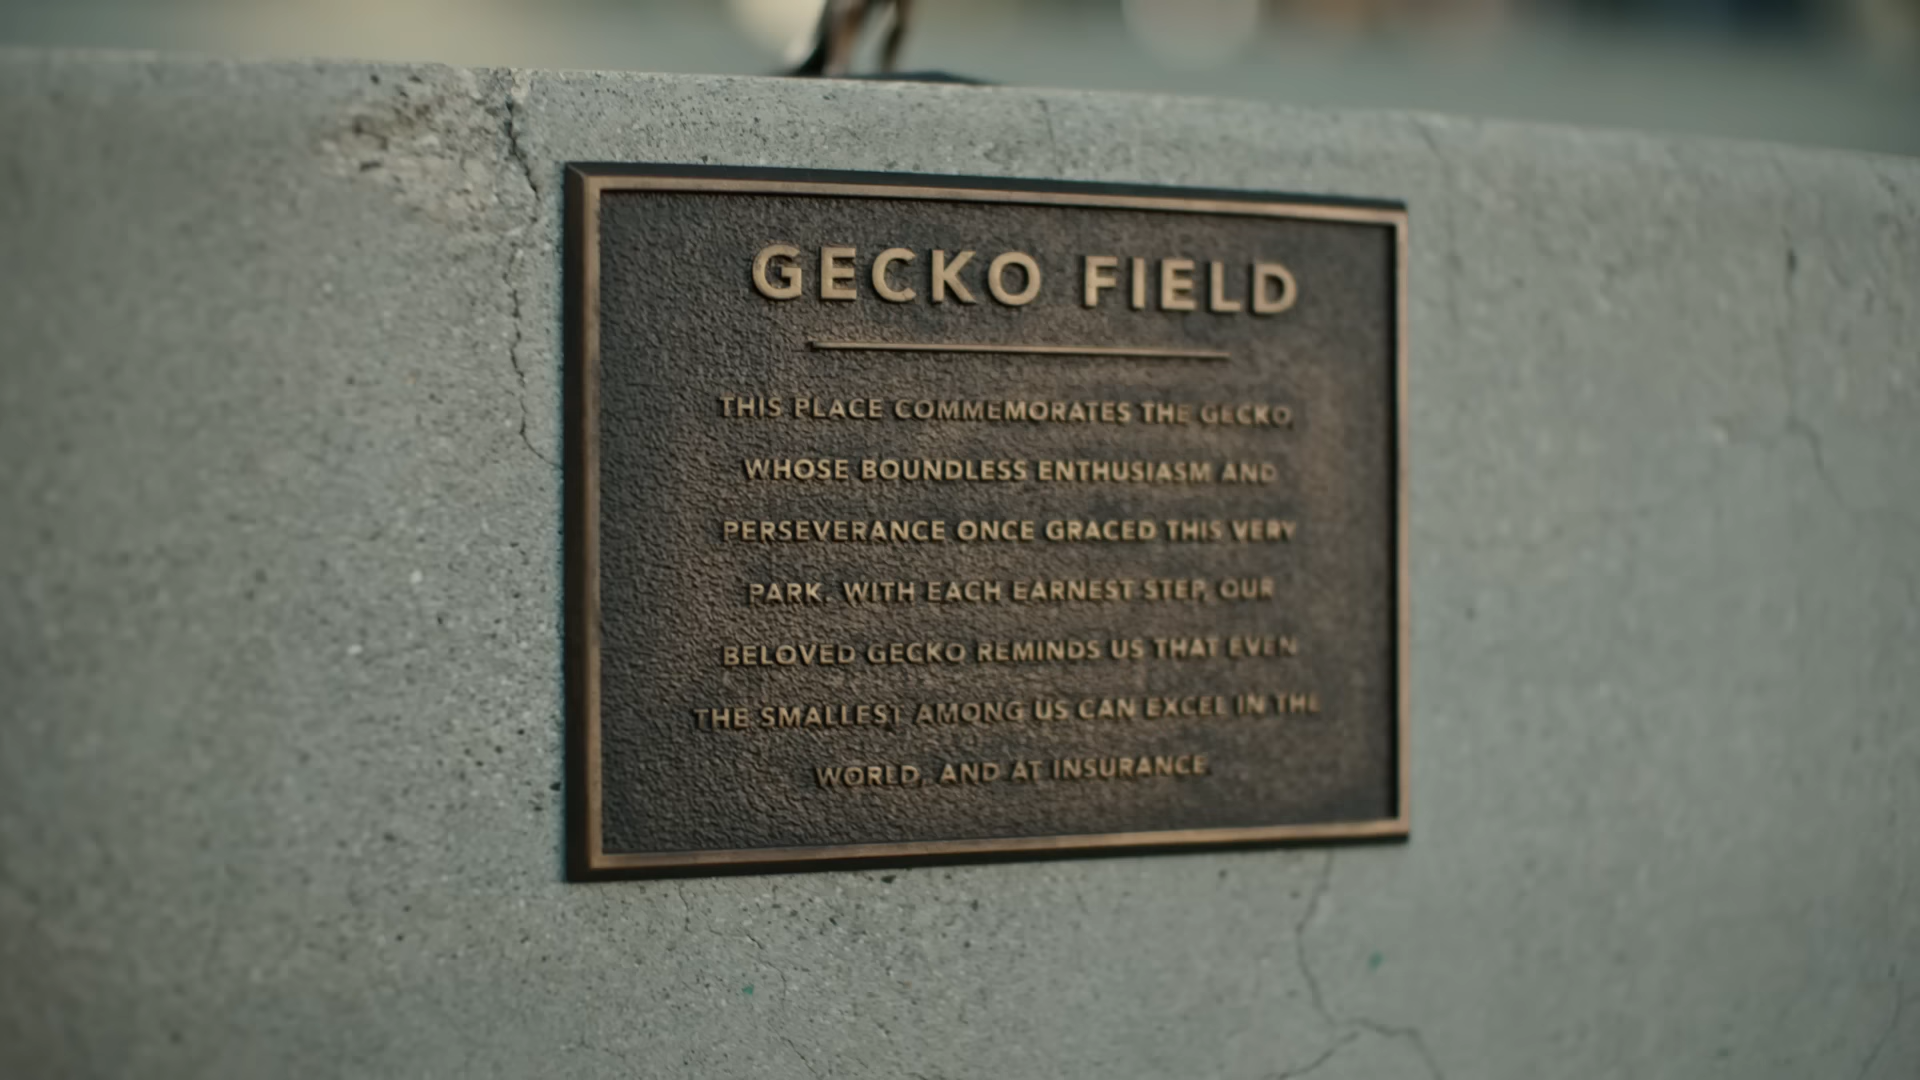 GECKO FIELD
THIS PLACE COMMEMORATES THE GECKO,
WHOSE BOUNDLESS ENTHUSIASM AND
PERSEVERANCE ONCE GRACED THIS VERY
PARK. WITH EACH EARNEST STEP, OUR
BELOVED GECKO REMINDS US THAT EVEN
THE SMALLEST AMONG US CAN EXCEL IN THE
WORLD, AND AT INSURANCE.